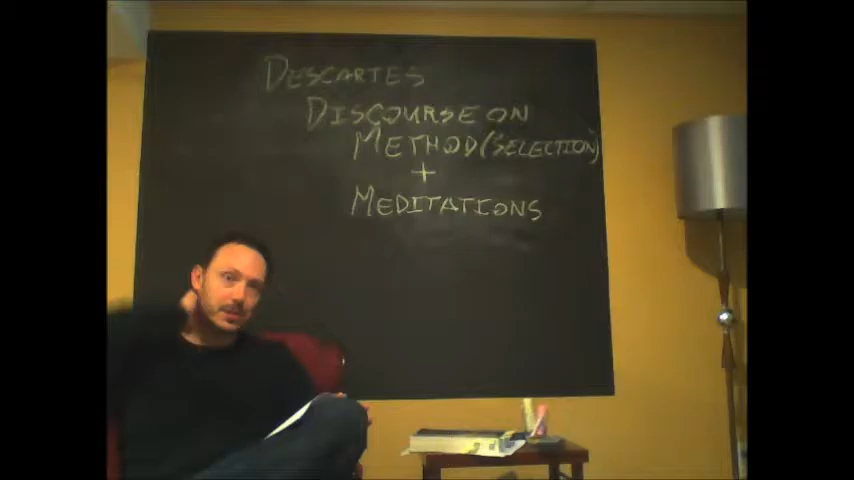 DESCARTES
DISCOURSE ON
METHOD (SELECTION)
+
MEDITATIONS